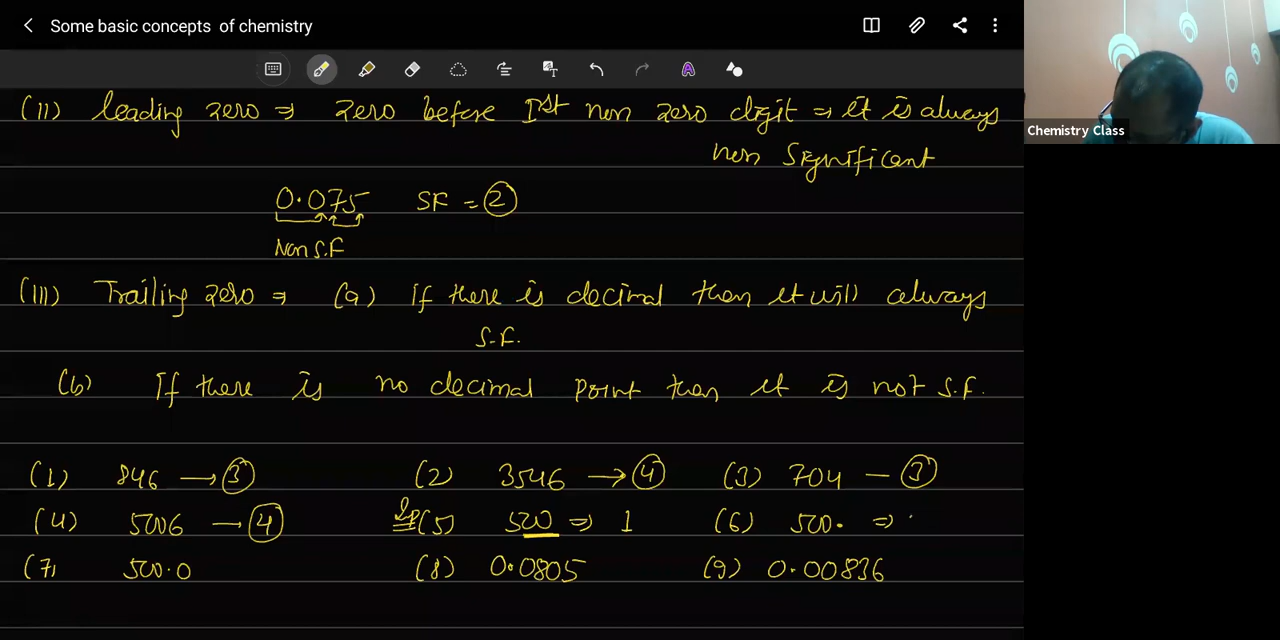 Some basic concepts of chemistry
Chemistry Class
(II) Leading zero ⇒ zero before Ist non zero digit ⇒ it is always
non significant
0.075 SF = 2
Non S.F
(III) Trailing zero ⇒ (a) If there is decimal then it will always
S.F.
(b) If there is no decimal point then it is not S.F.
(1) 846 → 3 (2) 3546 → 4 (3) 704 – 3
(4) 5006 – 4 (5) 500 ⇒ 1 (6) 500. ⇒
(7) 500.0 (8) 0.0805 (9) 0.00836